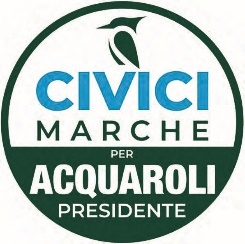 CIVICI
MARCHE
PER
ACQUAROLI
PRESIDENTE